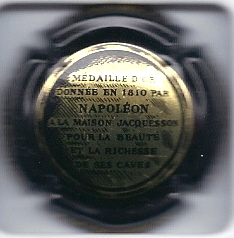 MÉDAILLE D'OR
DONNÉE EN 1810 PAR
NAPOLÉON
A LA MAISON JACQUESSON
POUR LA BEAUTÉ
ET LA RICHESSE
DE SES CAVES